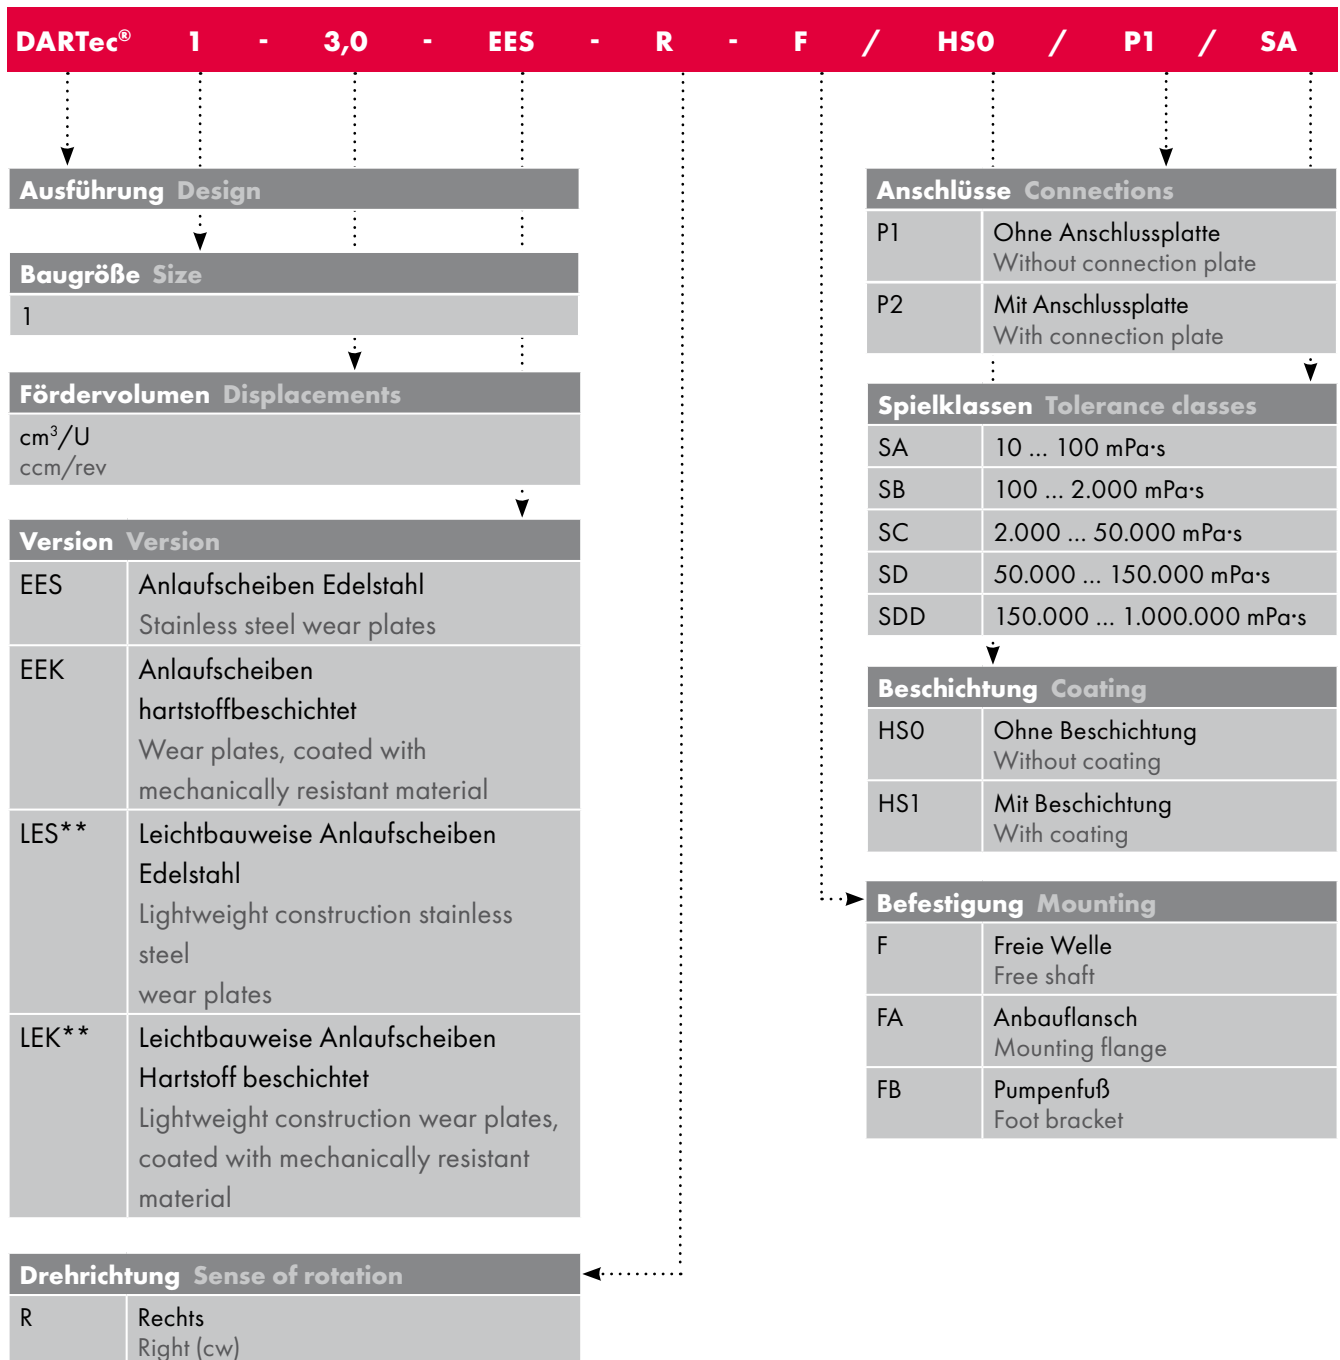 DARTec® 1 - 3,0 - EES - R - F / HS0 / P1 / SA
Ausführung Design
Baugröße Size
1
Fördervolumen Displacements
cm³/U
ccm/rev
Version Version
EES Anlaufscheiben Edelstahl
Stainless steel wear plates
EEK Anlaufscheiben
hartstoffbeschichtet
Wear plates, coated with
mechanically resistant material
LES** Leichtbauweise Anlaufscheiben
Edelstahl
Lightweight construction stainless
steel
wear plates
LEK** Leichtbauweise Anlaufscheiben
Hartstoff beschichtet
Lightweight construction wear plates,
coated with mechanically resistant
material
Drehrichtung Sense of rotation
R Rechts
Right (cw)
Anschlüsse Connections
P1 Ohne Anschlussplatte
Without connection plate
P2 Mit Anschlussplatte
With connection plate
Spielklassen Tolerance classes
SA 10 ... 100 mPa·s
SB 100 ... 2.000 mPa·s
SC 2.000 ... 50.000 mPa·s
SD 50.000 ... 150.000 mPa·s
SDD 150.000 ... 1.000.000 mPa·s
Beschichtung Coating
HS0 Ohne Beschichtung
Without coating
HS1 Mit Beschichtung
With coating
Befestigung Mounting
F Freie Welle
Free shaft
FA Anbauflansch
Mounting flange
FB Pumpenfuß
Foot bracket